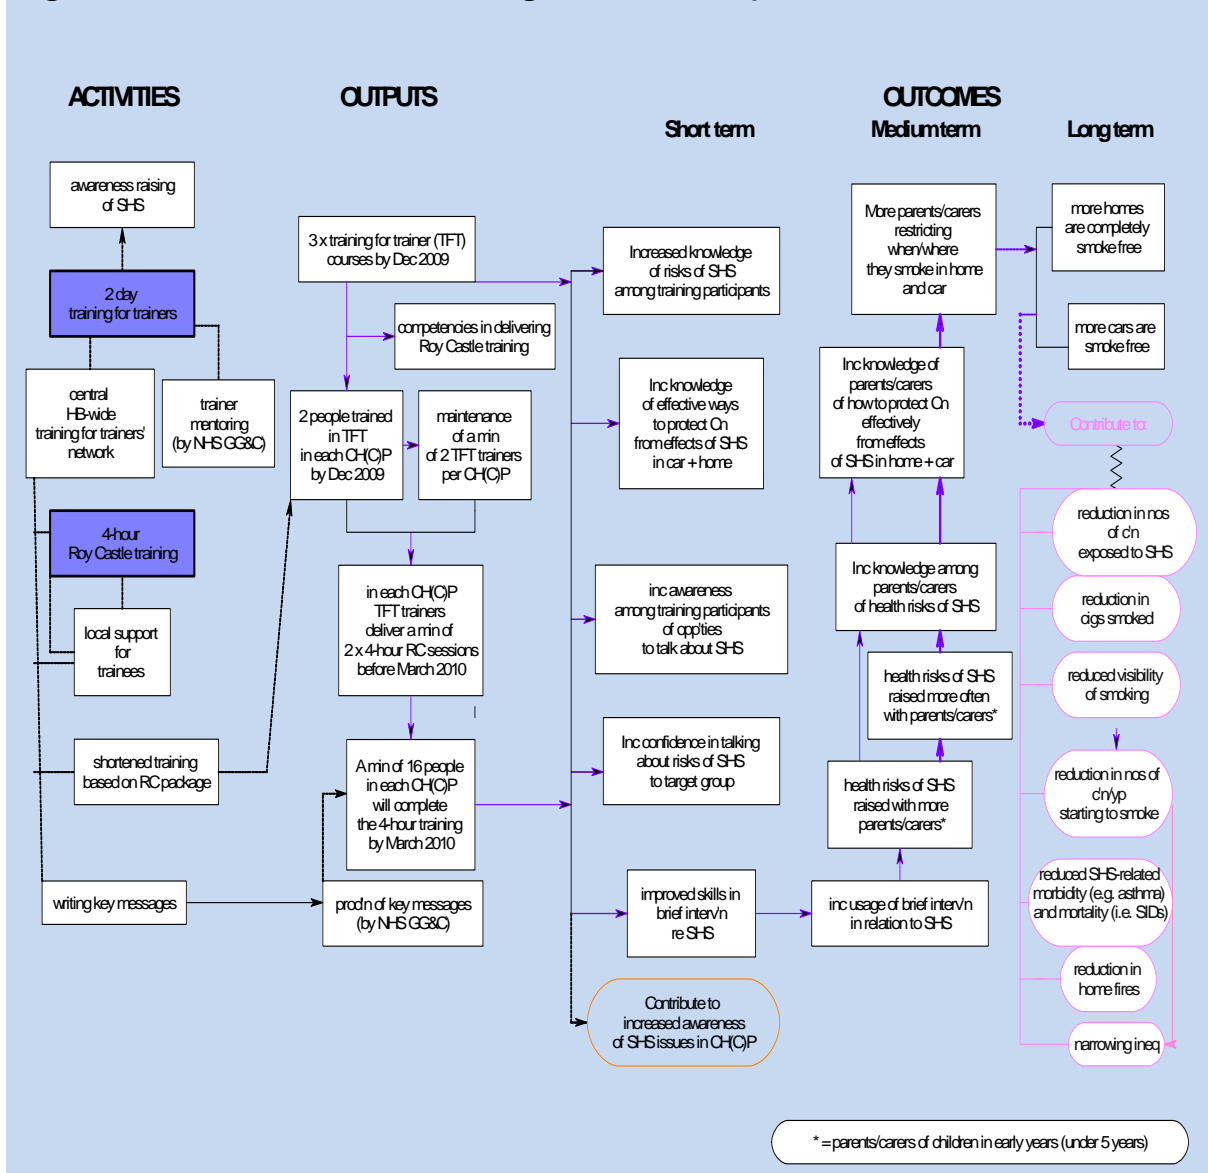 ACTIVITIES
OUTPUTS
OUTCOMES
Short term
Medium term
Long term
awareness raising
of SHS
2 day
training for trainers
central
HB-wide
training for trainers'
network
trainer
mentoring
(by NHS GG&C)
4-hour
Roy Castle training
local support
for
trainees
shortened training
based on RC package
writing key messages
3 x training for trainer (TFT)
courses by Dec 2009
competencies in delivering
Roy Castle training
2 people trained
in TFT
in each CH(C)P
by Dec 2009
maintenance
of a min
of 2 TFT trainers
per CH(C)P
in each CH(C)P
TFT trainers
deliver a min of
2 x 4-hour RC sessions
before March 2010
A min of 16 people
in each CH(C)P
will complete
the 4-hour training
by March 2010
prodn of key messages
(by NHS GG&C)
Increased knowledge
of risks of SHS
among training participants
Inc knowledge
of effective ways
to protect Cn
from effects of SHS
in car + home
inc awareness
among training participants
of opp'ties
to talk about SHS
Inc confidence in talking
about risks of SHS
to target group
improved skills in
brief interv'n
re SHS
Contribute to
increased awareness
of SHS issues in CH(C)P
More parents/carers
restricting
when/where
they smoke in home
and car
Inc knowledge of
parents/carers
of how to protect Cn
effectively
from effects
of SHS in home + car
Inc knowledge among
parents/carers
of health risks of SHS
health risks of SHS
raised more often
with parents/carers*
health risks of SHS
raised with more
parents/carers*
inc usage of brief interv'n
in relation to SHS
more homes
are completely
smoke free
more cars are
smoke free
Contribute to:
reduction in nos
of c'n
exposed to SHS
reduction in
cigs smoked
reduced visibility
of smoking
reduction in nos of
c'n/yp
starting to smoke
reduced SHS-related
morbidity (e.g. asthma)
and mortality (i.e. SIDs)
reduction in
home fires
narrowing ineq
* = parents/carers of children in early years (under 5 years)